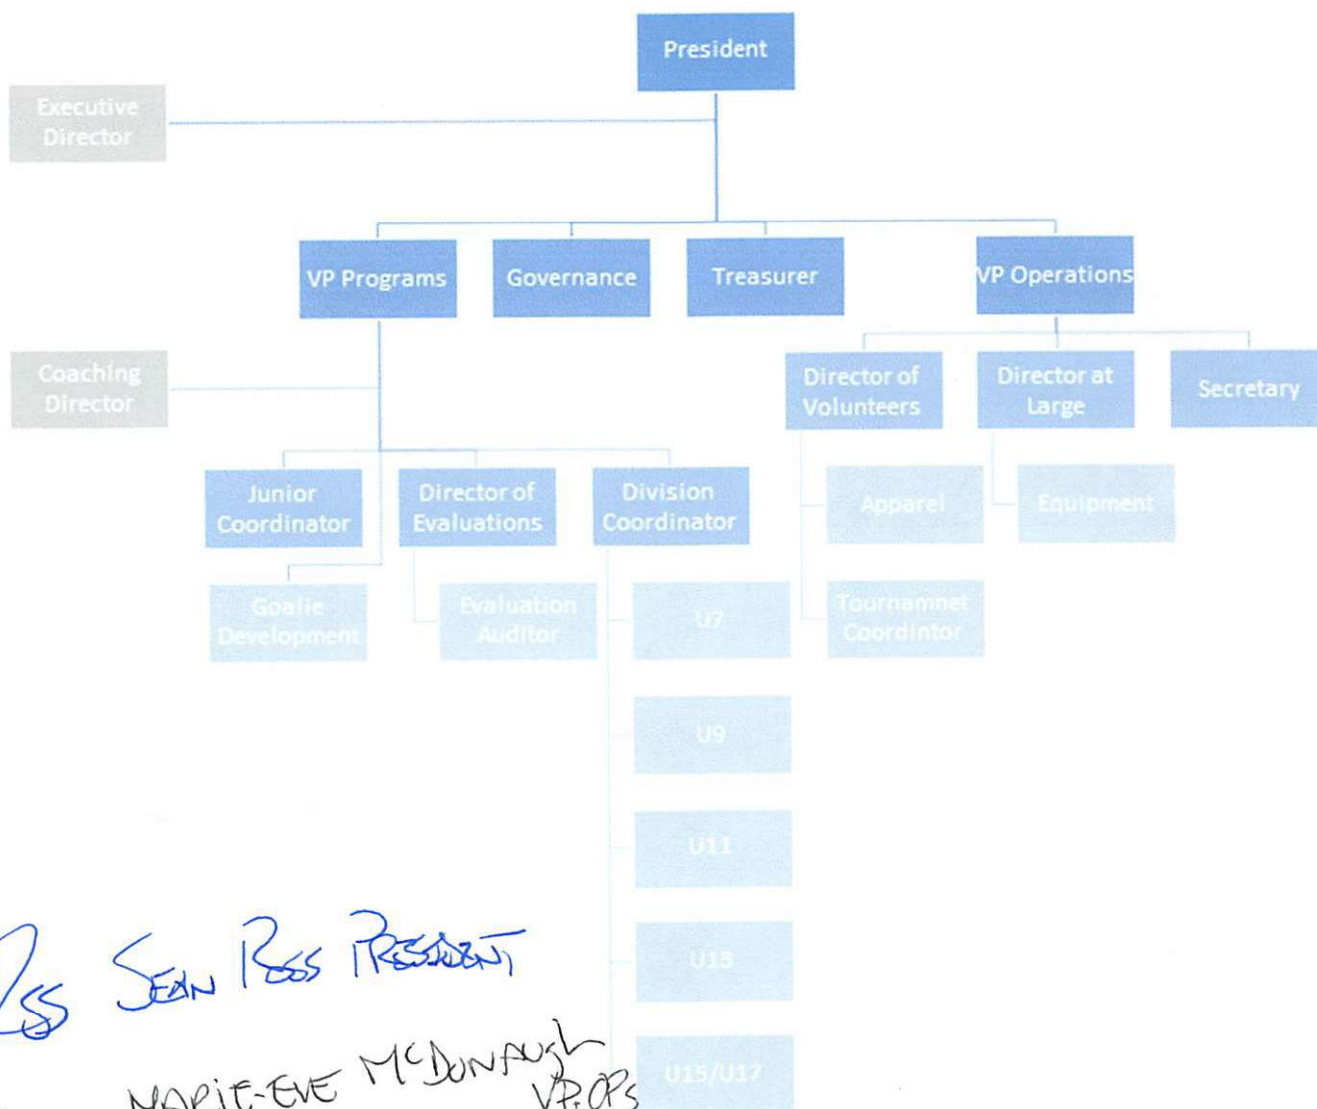 President
Executive
Director
VP Programs
Governance
Treasurer
VP Operations
Coaching
Director
Director of
Volunteers
Director at
Large
Secretary
Junior
Coordinator
Director of
Evaluations
Division
Coordinator
Apparel
Equipment
Goalie
Development
Evaluation
Auditor
U7
Tournamnet
Coordintor
U9
U11
U13
SEAN ROSS PRESIDENT
U15/U17
MARIE-EVE McDONAUGH
VP.OPS